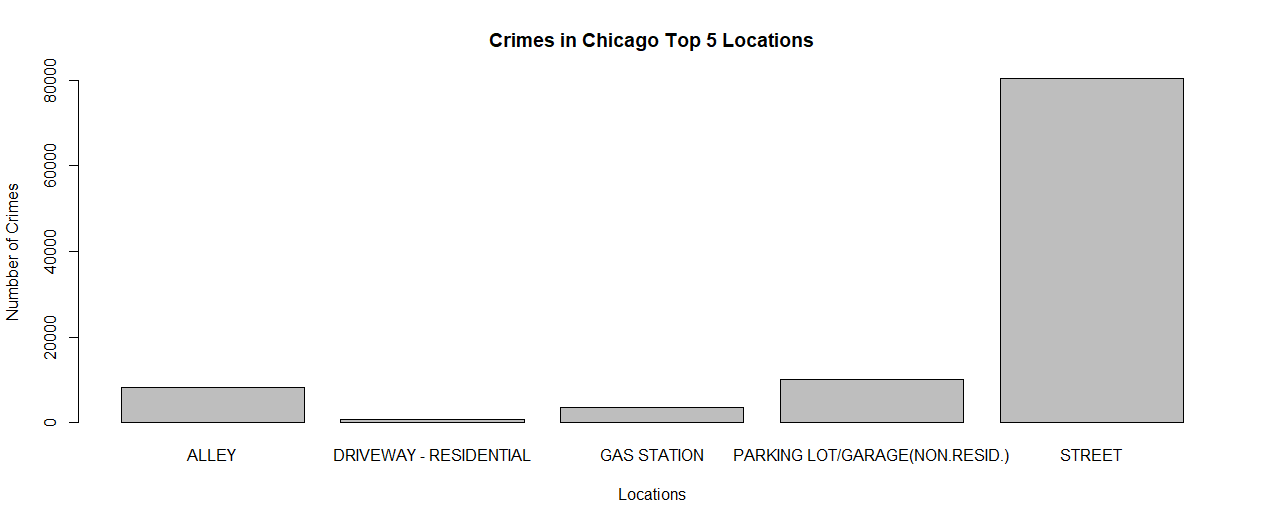 Crimes in Chicago Top 5 Locations
Numbber of Crimes
80000
60000
40000
20000
0
ALLEY DRIVEWAY - RESIDENTIAL GAS STATION PARKING LOT/GARAGE(NON.RESID.) STREET
Locations